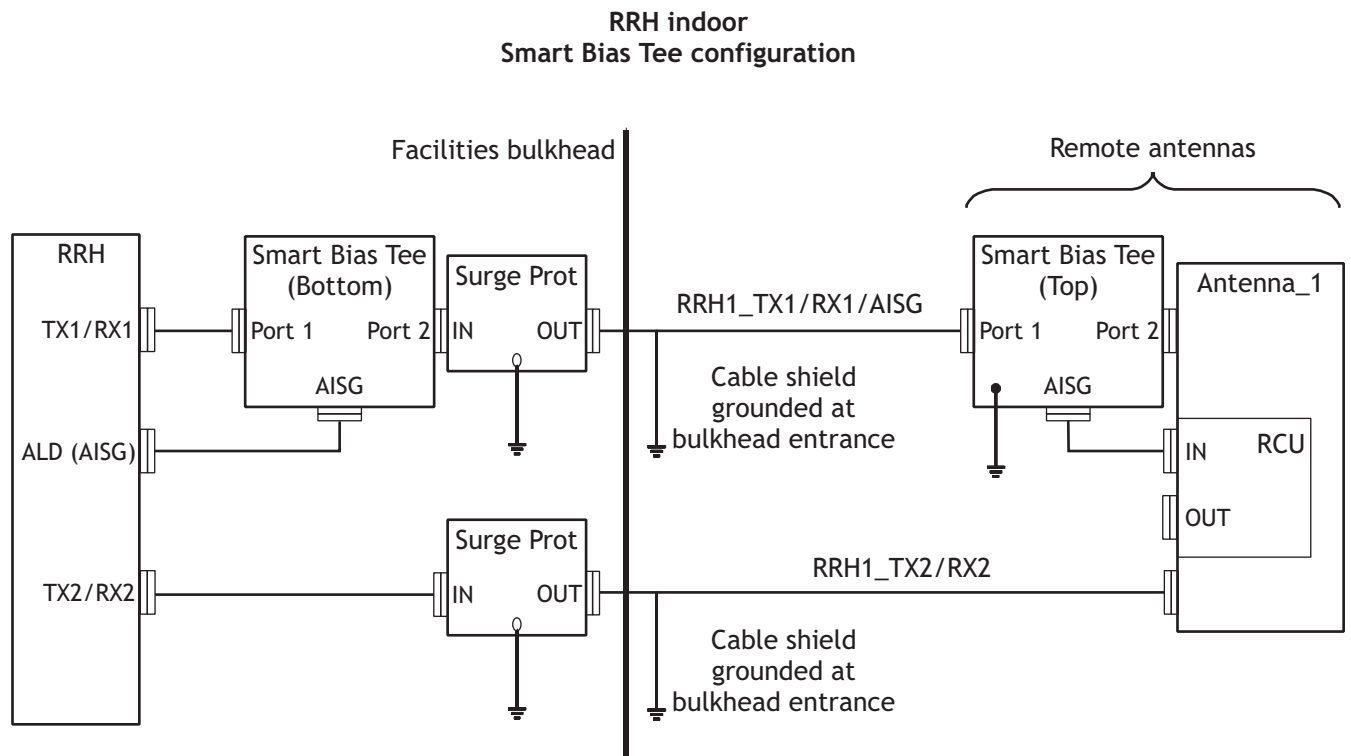 RRH indoor
Smart Bias Tee configuration
Facilities bulkhead
Remote antennas
RRH
TX1/RX1
ALD (AISG)
TX2/RX2
Smart Bias Tee
(Bottom)
Port 1
Port 2
AISG
Surge Prot
IN
OUT
RRH1_TX1/RX1/AISG
Cable shield
grounded at
bulkhead entrance
Smart Bias Tee
(Top)
Port 1
Port 2
AISG
Antenna_1
IN
RCU
OUT
Surge Prot
IN
OUT
RRH1_TX2/RX2
Cable shield
grounded at
bulkhead entrance